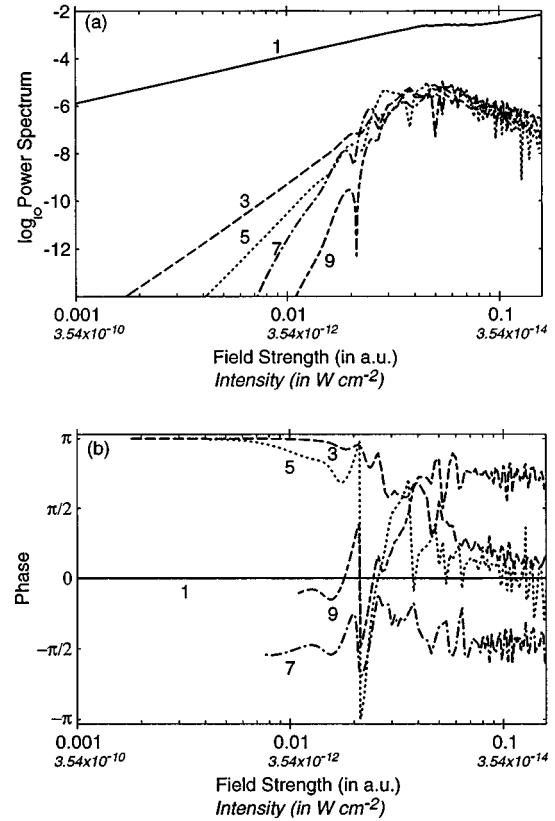 (a)
-2
-4
-6
-8
-10
-12
log10 Power Spectrum
1
3
5
7
9
0.001 0.01 0.1
3.54x10-10 3.54x10-12 3.54x10-14
Field Strength (in a.u.)
Intensity (in W cm-2)
(b)
π
π/2
0
−π/2
−π
Phase
3
5
1
9
7
0.001 0.01 0.1
3.54x10-10 3.54x10-12 3.54x10-14
Field Strength (in a.u.)
Intensity (in W cm-2)